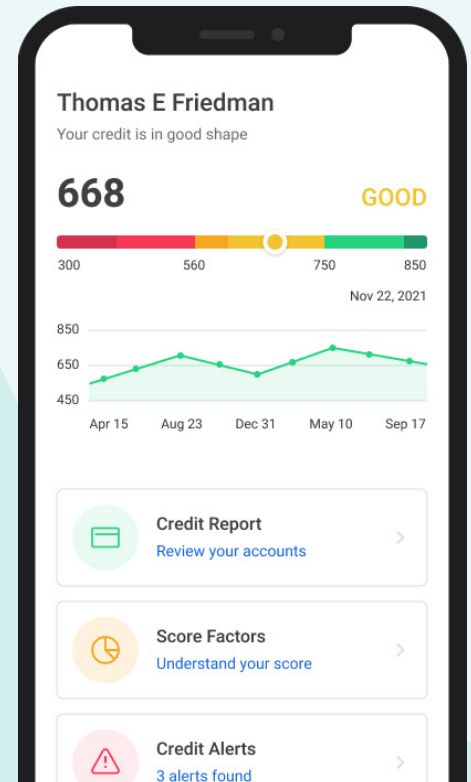 Thomas E Friedman
Your credit is in good shape
668 GOOD
300 560 750 850
Nov 22, 2021
850
650
450
Apr 15 Aug 23 Dec 31 May 10 Sep 17
Credit Report
Review your accounts
Score Factors
Understand your score
Credit Alerts
3 alerts found